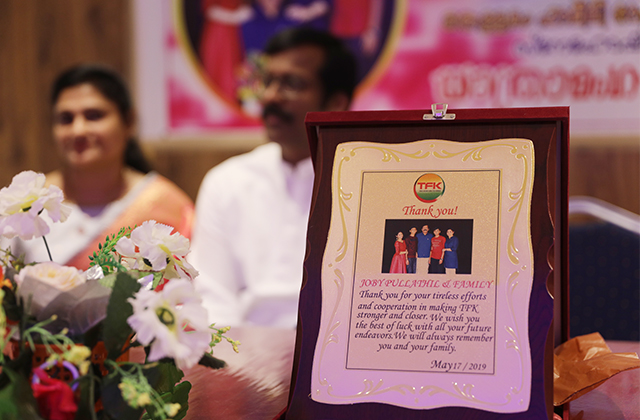 യാത്രാമംഗ
TFK
Thank you!
JOBY PULLATHIL & FAMILY
Thank you for your tireless efforts
and cooperation in making TFK
stronger and closer. We wish you
the best of luck with all your future
endeavors. We will always remember
you and your family.
May 17 / 2019